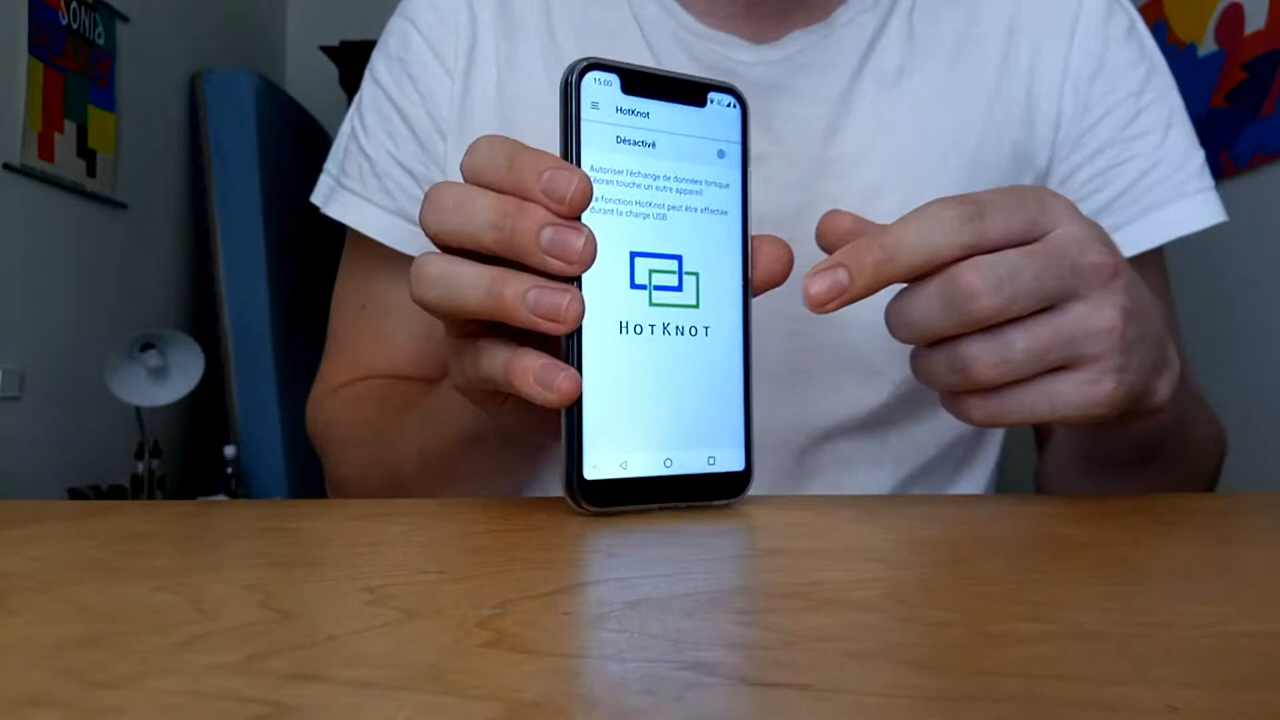 SONIA
15:00
HotKnot
Désactivé
Autoriser l'échange de données lorsque
l'écran touche un autre appareil
La fonction HotKnot peut être affectée
durant la charge USB
HOTKNOT